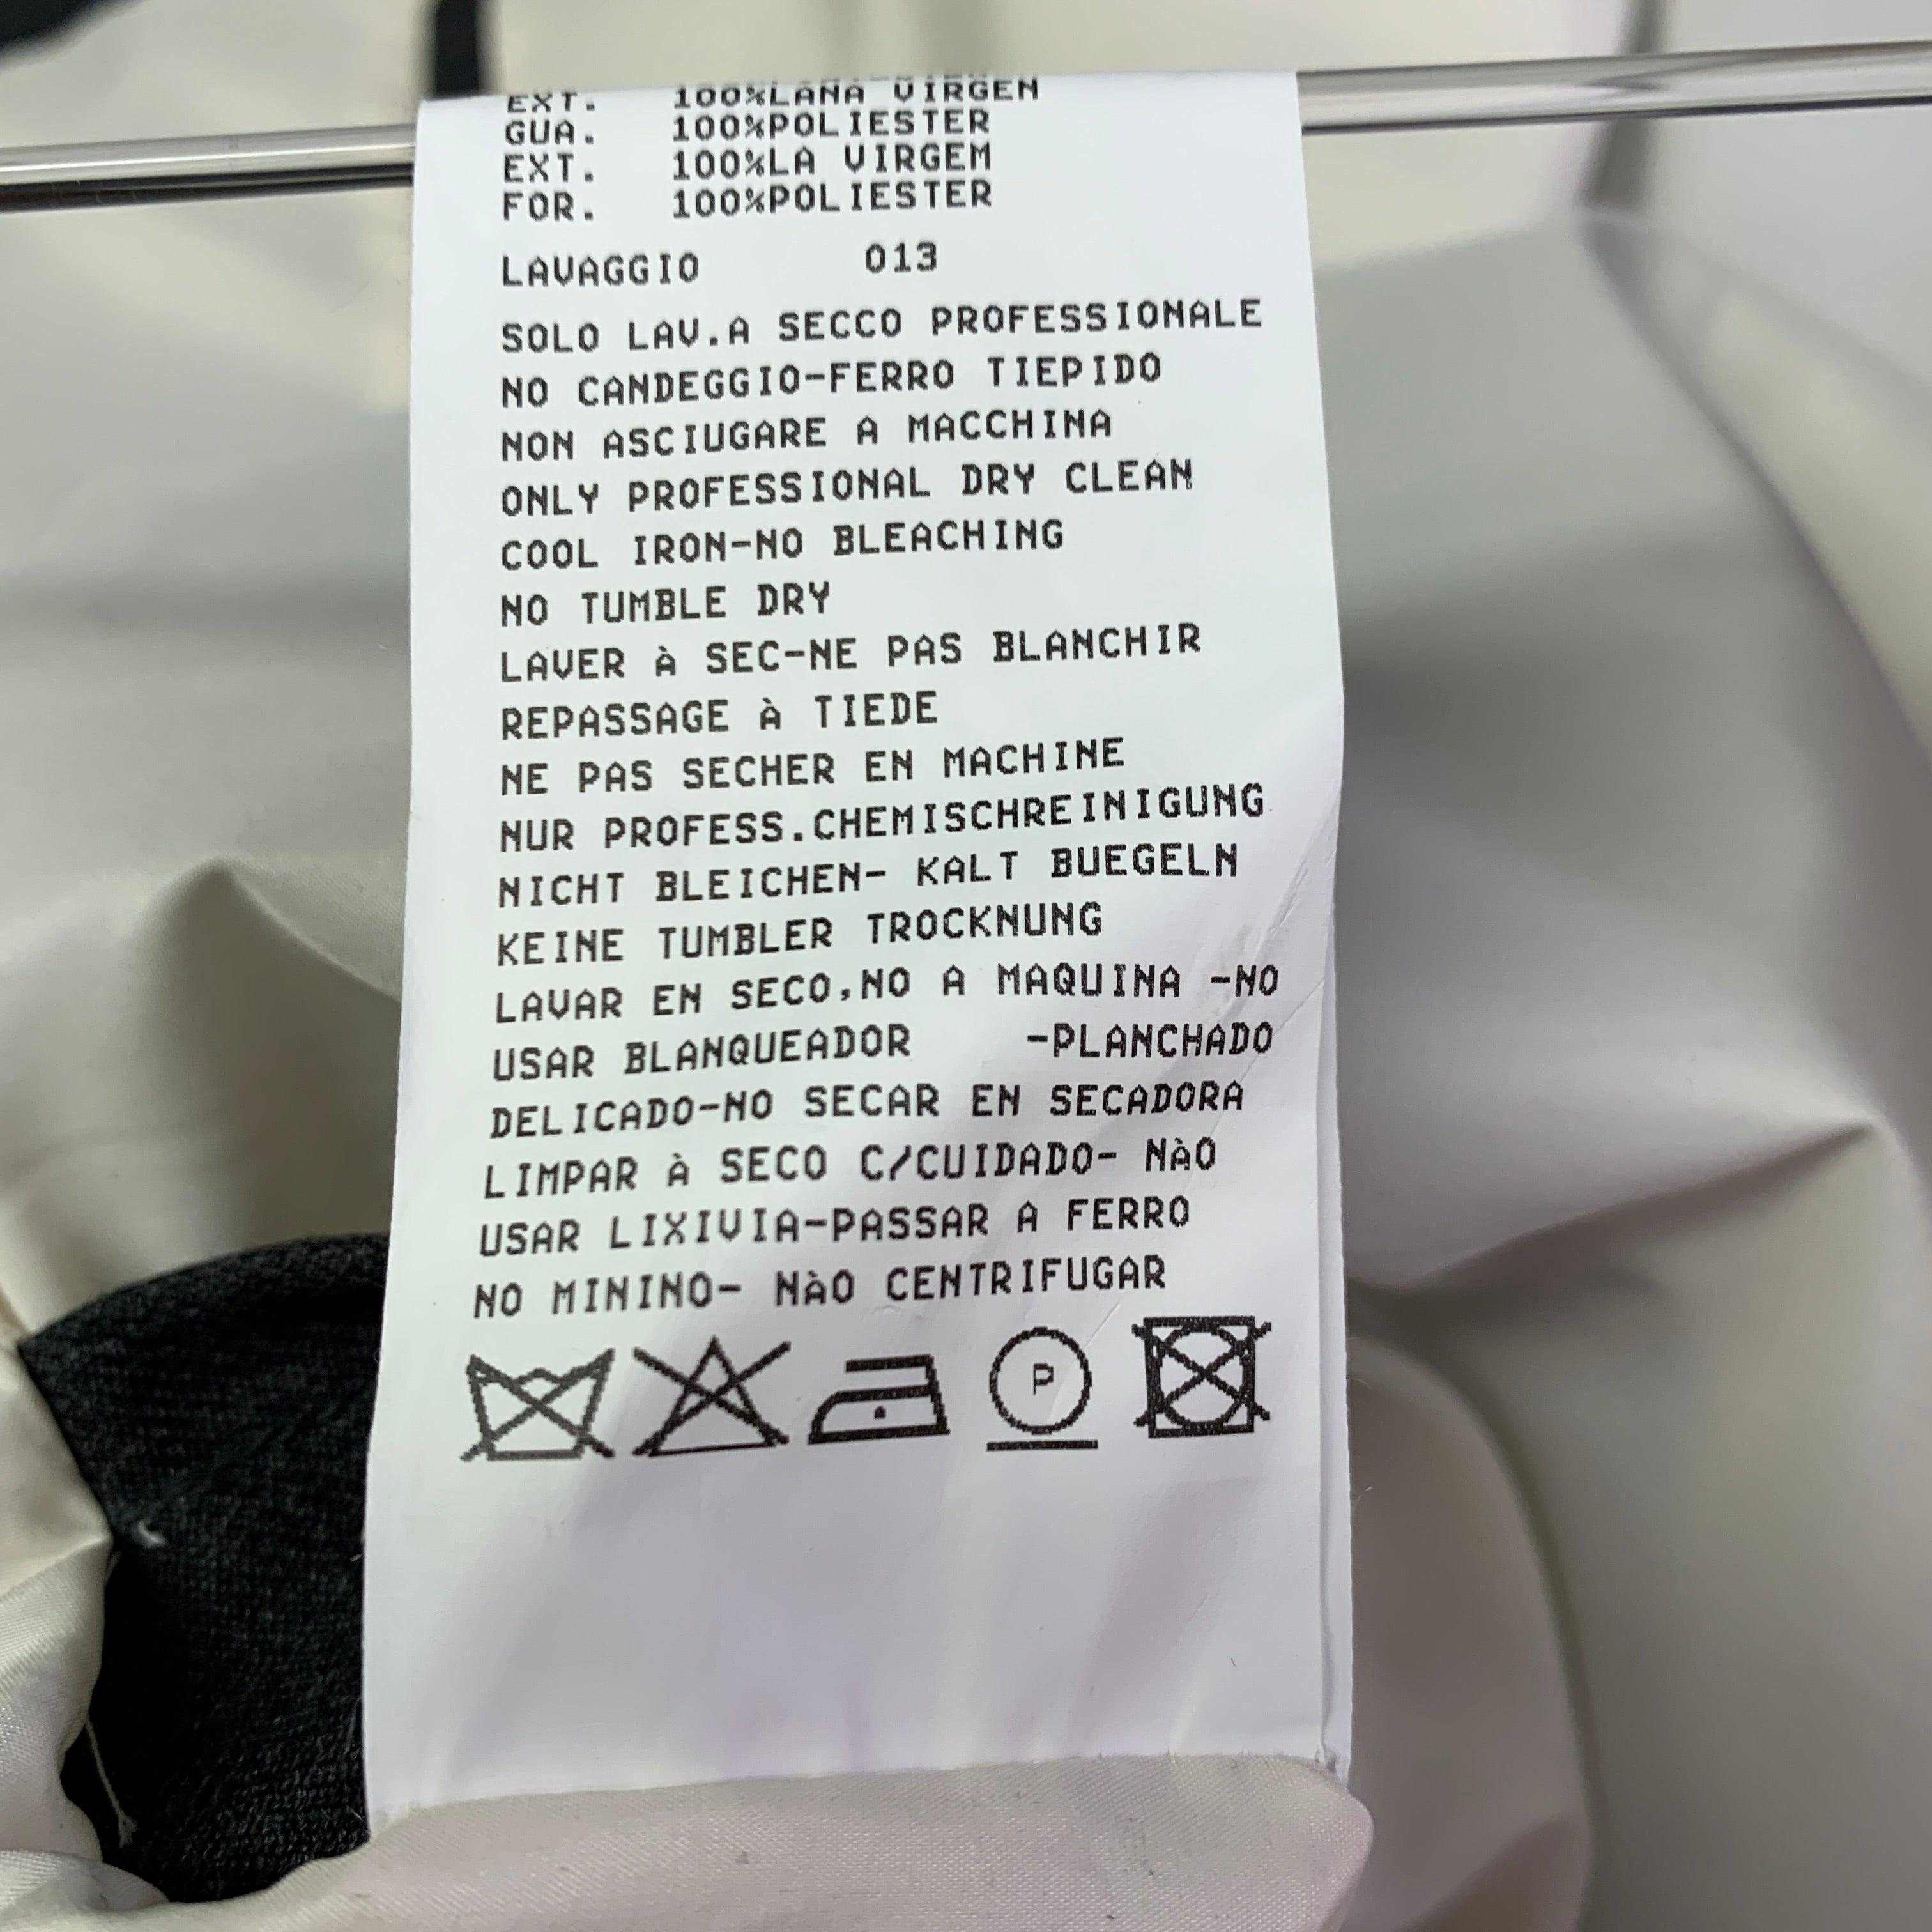 EXT. 100%LANA VIRGEN
GUA. 100%POLIESTER
EXT. 100%LA VIRGEM
FOR. 100%POLIESTER
LAVAGGIO 013
SOLO LAV.A SECCO PROFESSIONALE
NO CANDEGGIO-FERRO TIEPIDO
NON ASCIUGARE A MACCHINA
ONLY PROFESSIONAL DRY CLEAN
COOL IRON-NO BLEACHING
NO TUMBLE DRY
LAVER À SEC-NE PAS BLANCHIR
REPASSAGE À TIEDE
NE PAS SECHER EN MACHINE
NUR PROFESS.CHEMISCHREINIGUNG
NICHT BLEICHEN- KALT BUEGELN
KEINE TUMBLER TROCKNUNG
LAVAR EN SECO,NO A MAQUINA -NO
USAR BLANQUEADOR -PLANCHADO
DELICADO-NO SECAR EN SECADORA
LIMPAR À SECO C/CUIDADO- NÀO
USAR LIXIVIA-PASSAR A FERRO
NO MININO- NÀO CENTRIFUGAR
P